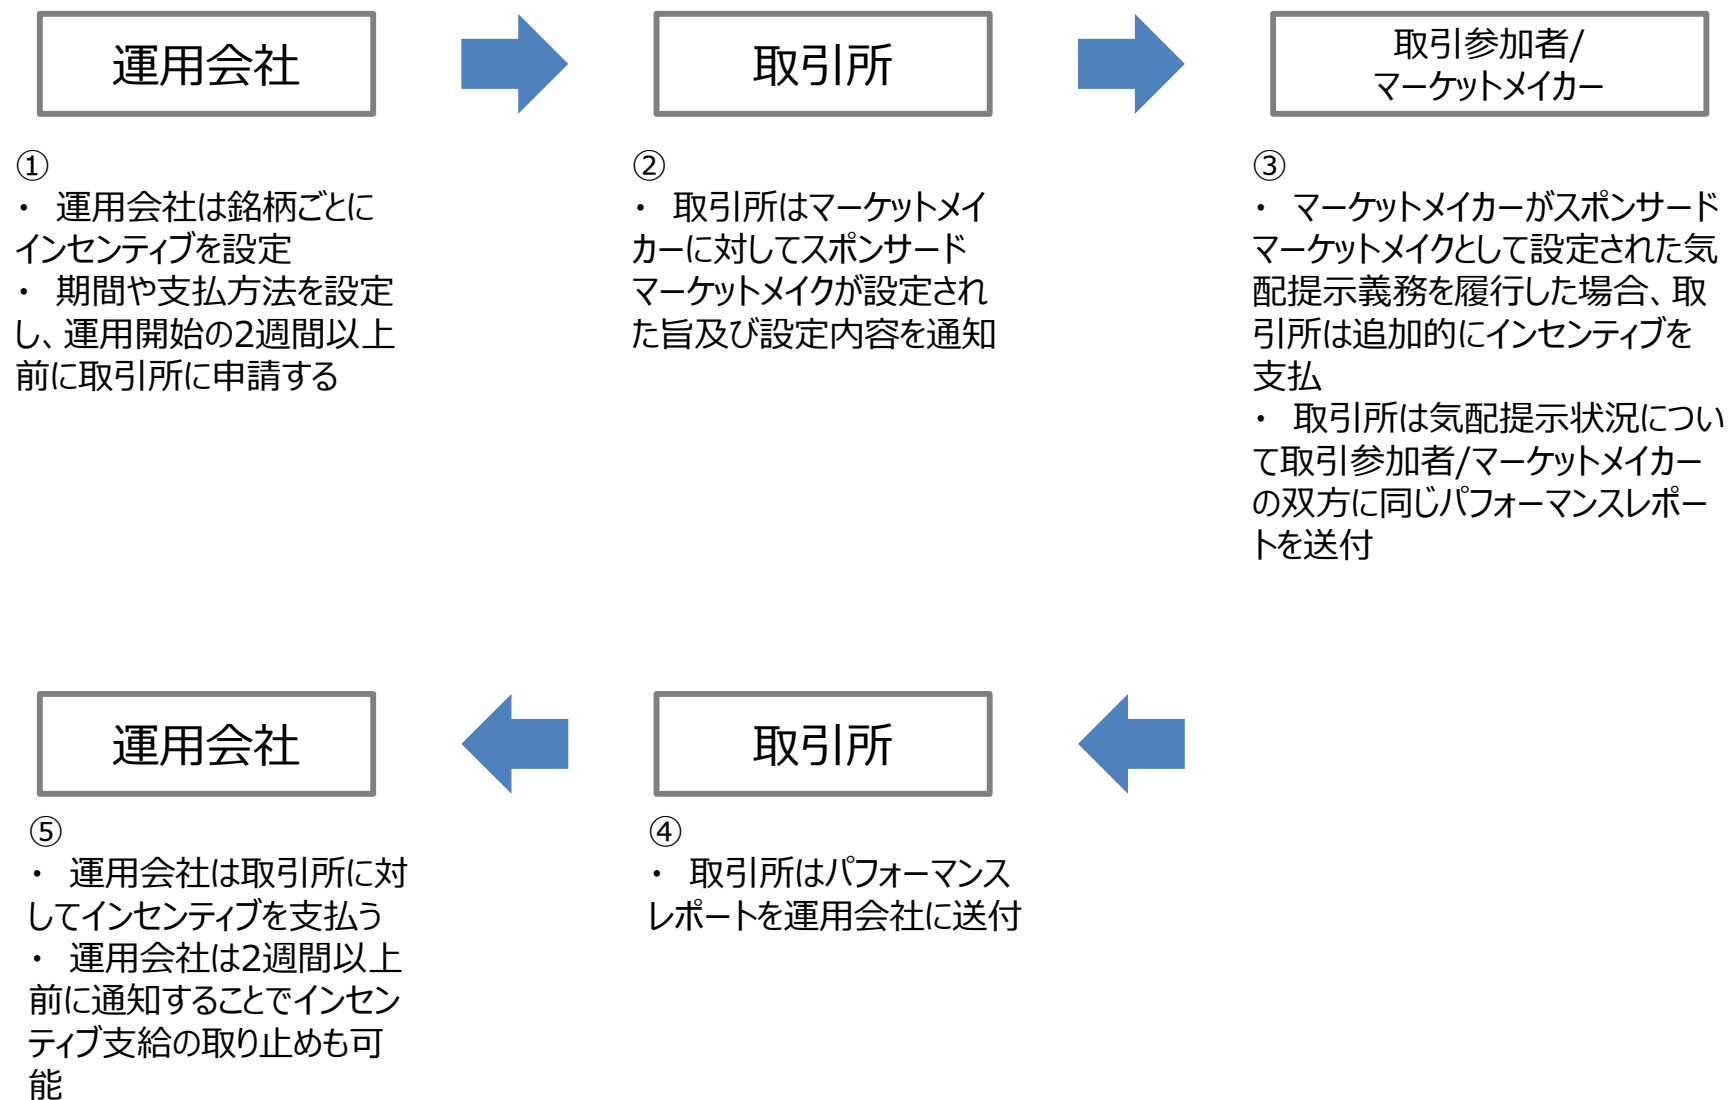 運用会社
取引所
取引参加者/
マーケットメイカー
①
・ 運用会社は銘柄ごとに
インセンティブを設定
・ 期間や支払方法を設定
し、運用開始の2週間以上
前に取引所に申請する
②
・ 取引所はマーケットメイ
カーに対してスポンサード
マーケットメイクが設定され
た旨及び設定内容を通知
③
・ マーケットメイカーがスポンサード
マーケットメイクとして設定された気
配提示義務を履行した場合、取
引所は追加的にインセンティブを
支払
・ 取引所は気配提示状況につい
て取引参加者/マーケットメイカー
の双方に同じパフォーマンスレポー
トを送付
運用会社
取引所
⑤
・ 運用会社は取引所に対
してインセンティブを支払う
・ 運用会社は2週間以上
前に通知することでインセン
ティブ支給の取り止めも可
能
④
・ 取引所はパフォーマンス
レポートを運用会社に送付